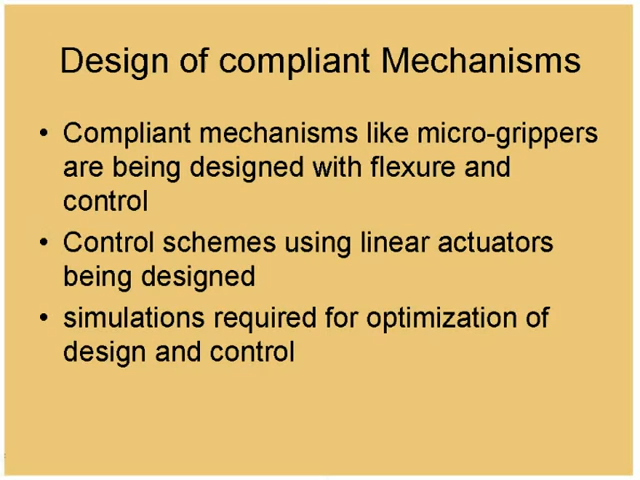 Design of compliant Mechanisms
• Compliant mechanisms like micro-grippers
are being designed with flexure and
control
• Control schemes using linear actuators
being designed
• simulations required for optimization of
design and control